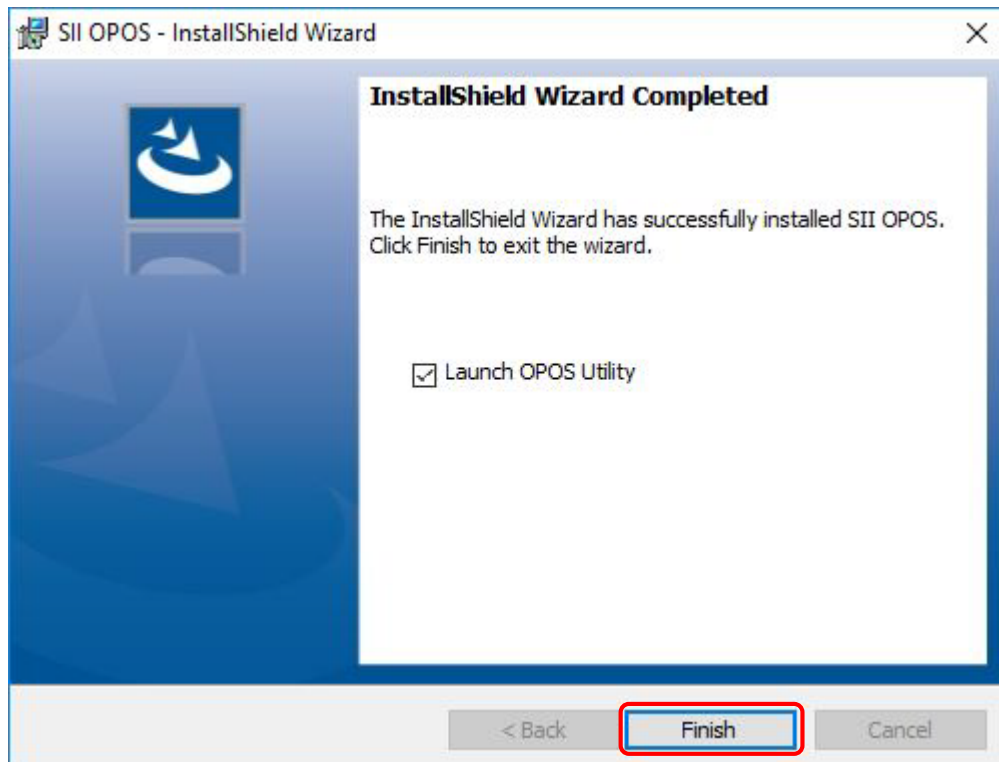 SII OPOS - InstallShield Wizard
InstallShield Wizard Completed
The InstallShield Wizard has successfully installed SII OPOS.
Click Finish to exit the wizard.
Launch OPOS Utility
< Back
Finish
Cancel